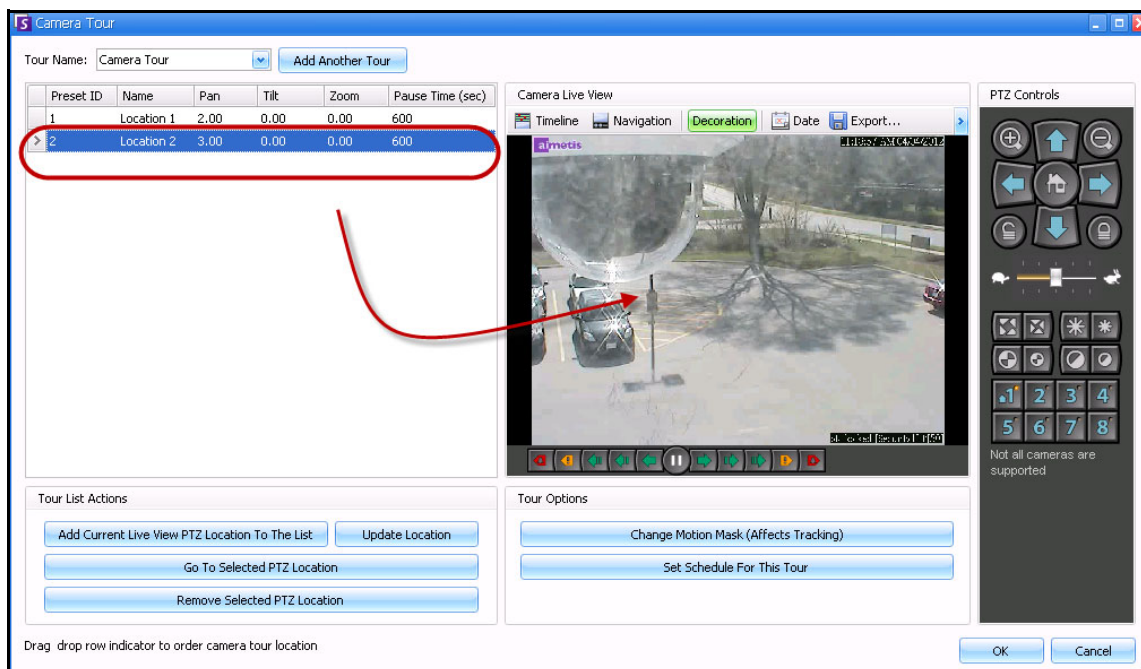 Camera Tour
Tour Name: Camera Tour Add Another Tour
Preset ID Name Pan Tilt Zoom Pause Time (sec)
1 Location 1 2.00 0.00 0.00 600
2 Location 2 3.00 0.00 0.00 600
Camera Live View
Timeline Navigation Decoration Date Export...
aimetis
04/04/2012
PTZ Controls
1 2 3 4
5 6 7 8
Not all cameras are
supported
Tour List Actions
Add Current Live View PTZ Location To The List Update Location
Go To Selected PTZ Location
Remove Selected PTZ Location
Tour Options
Change Motion Mask (Affects Tracking)
Set Schedule For This Tour
Drag drop row indicator to order camera tour location
OK Cancel